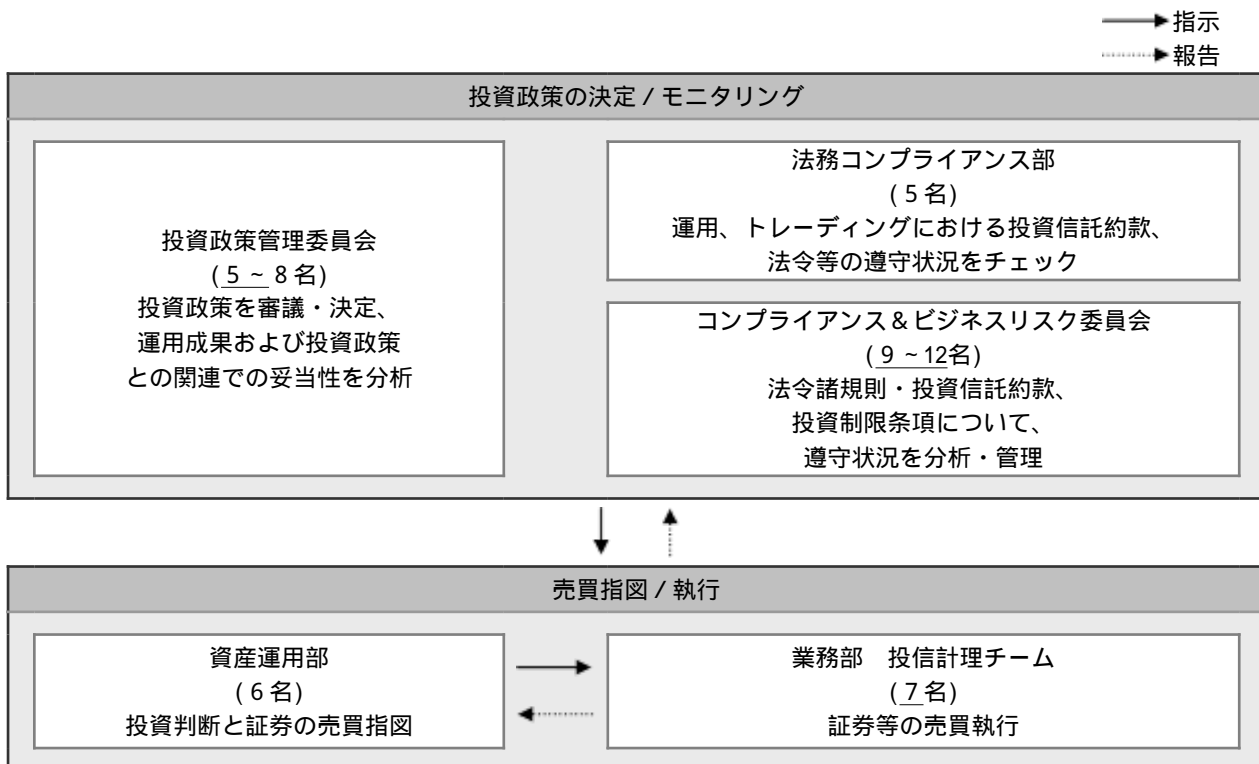 指示
報告
投資政策の決定 / モニタリング
投資政策管理委員会
(5 ~ 8名)
投資政策を審議・決定、
運用成果および投資政策
との関連での妥当性を分析
法務コンプライアンス部
(5名)
運用、トレーディングにおける投資信託約款、
法令等の遵守状況をチェック
コンプライアンス&ビジネスリスク委員会
(9 ~12名)
法令諸規則・投資信託約款、
投資制限条項について、
遵守状況を分析・管理
売買指図 / 執行
資産運用部
(6名)
投資判断と証券の売買指図
業務部 投信計理チーム
(7名)
証券等の売買執行